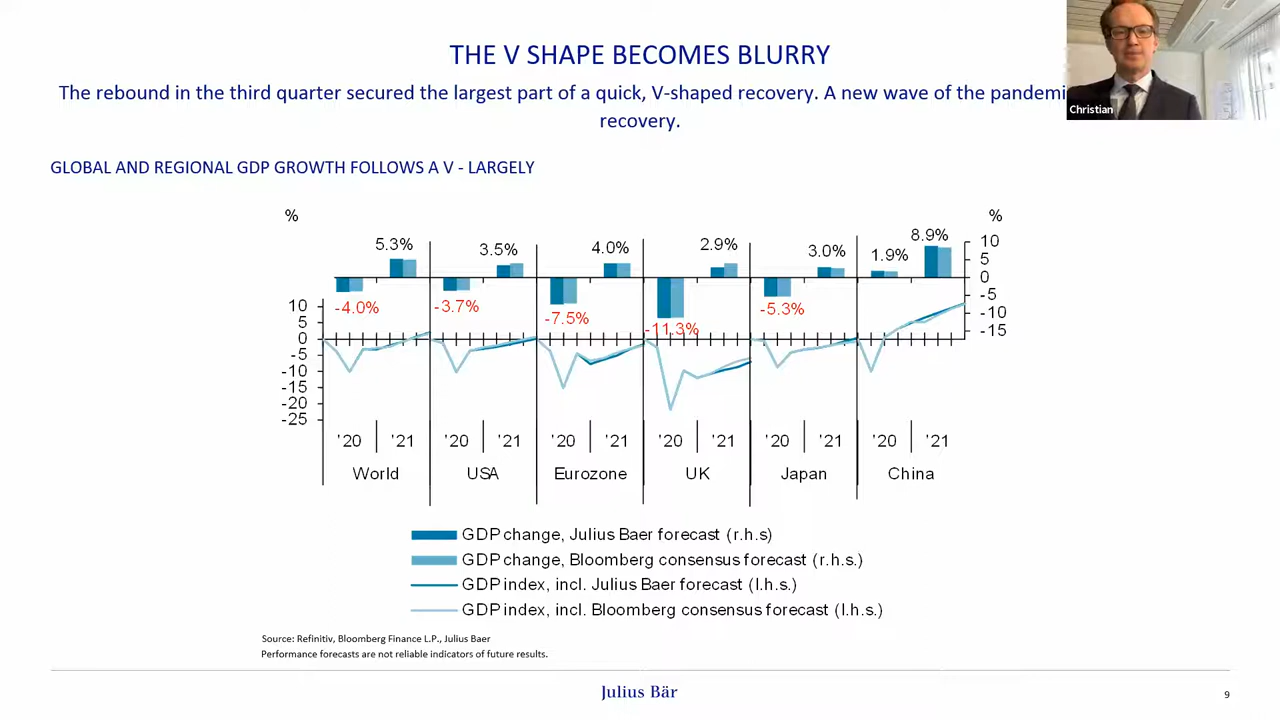 THE V SHAPE BECOMES BLURRY
The rebound in the third quarter secured the largest part of a quick, V-shaped recovery. A new wave of the
recovery.
Christian
GLOBAL AND REGIONAL GDP GROWTH FOLLOWS A V - LARGELY
% %
5.3% 3.5% 4.0% 2.9% 3.0% 1.9% 8.9%
-4.0% -3.7% -7.5% -11.3% -5.3%
10
5
0
-5
-10
-15
10
5
0
-5
-10
-15
-20
-25
'20 '21 '20 '21 '20 '21 '20 '21 '20 '21 '20 '21
World USA Eurozone UK Japan China
GDP change, Julius Baer forecast (r.h.s)
GDP change, Bloomberg consensus forecast (r.h.s.)
GDP index, incl. Julius Baer forecast (l.h.s.)
GDP index, incl. Bloomberg consensus forecast (l.h.s.)
Source: Refinitiv, Bloomberg Finance L.P., Julius Baer
Performance forecasts are not reliable indicators of future results.
Julius Bär
9